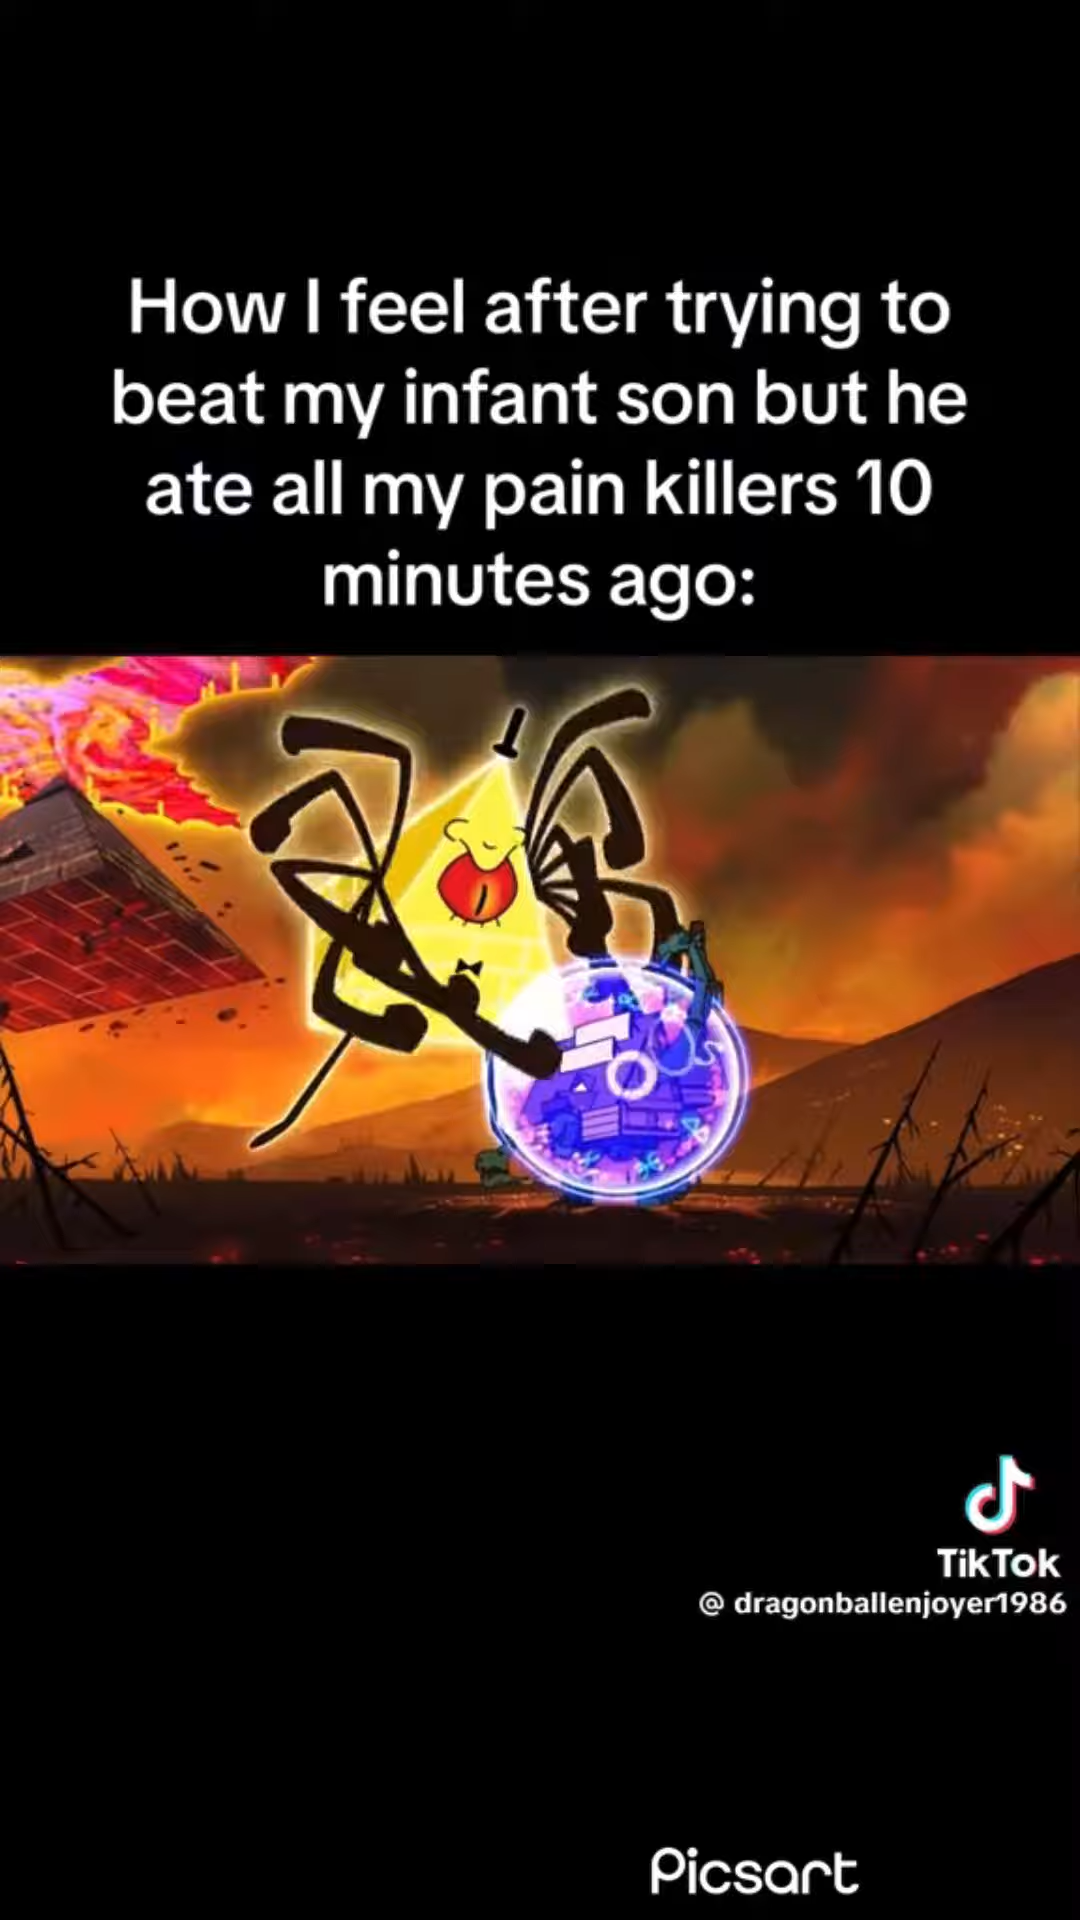 How I feel after trying to
beat my infant son but he
ate all my pain killers 10
minutes ago:
TikTok
@ dragonballenjoyer1986
Picsart